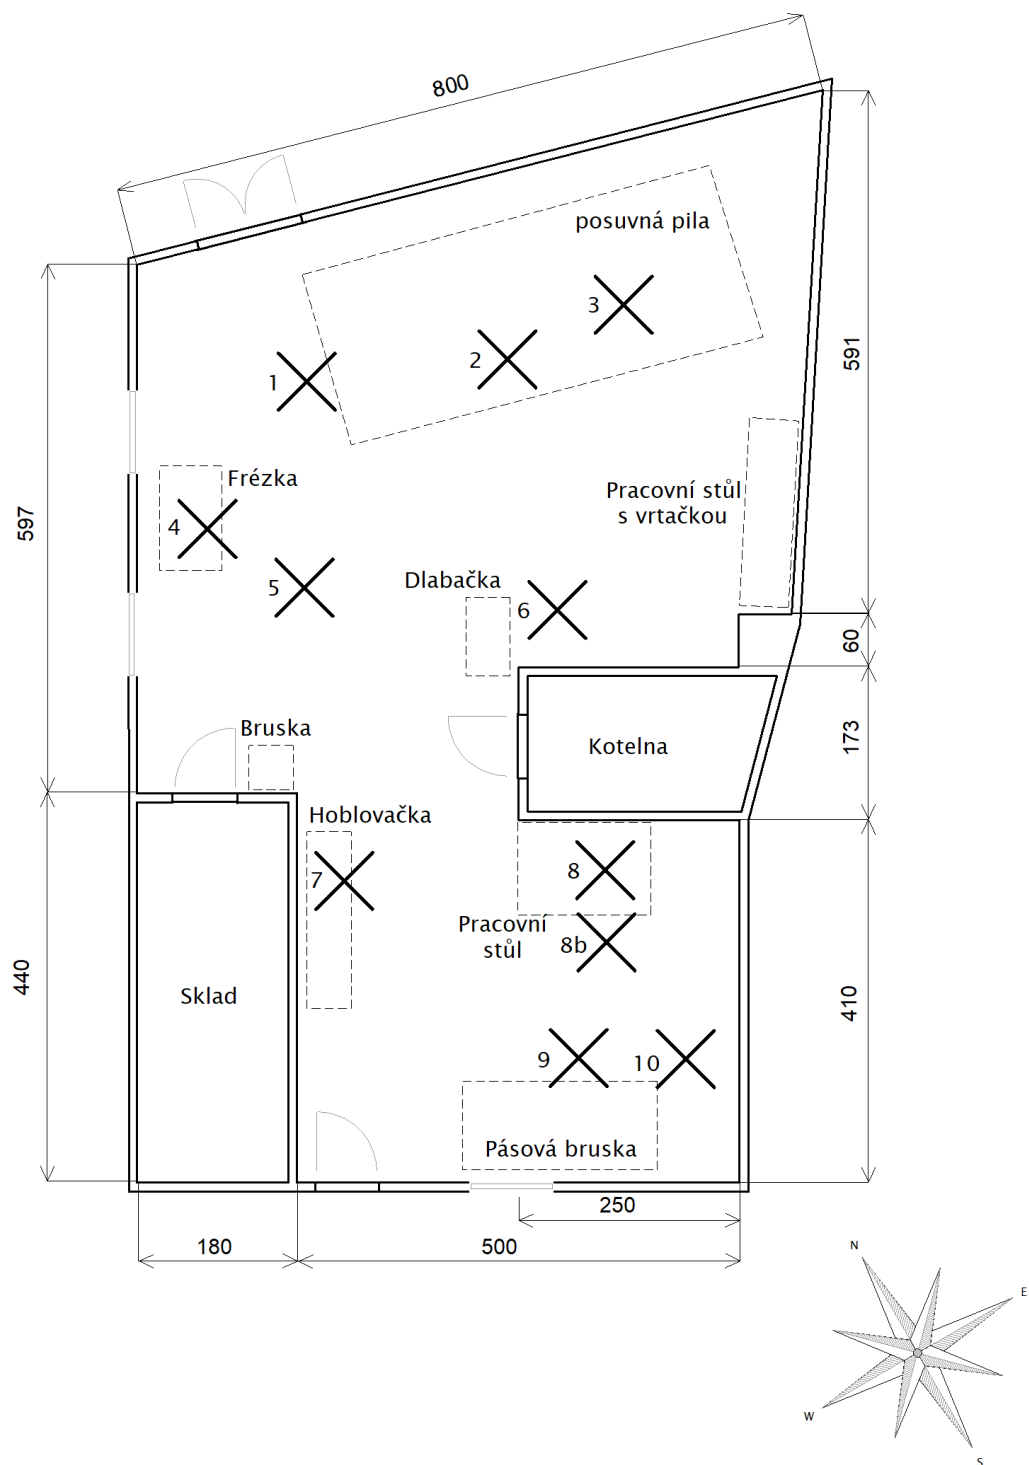 800
posuvná pila
3
2
1
591
Frézka
Pracovní stůl
s vrtačkou
4
597
Dlabačka
5
6
60
Bruska
Kotelna
173
Hoblovačka
7
8
Pracovní
stůl
8b
440
Sklad
410
9
10
Pásová bruska
250
180
500
N
E
W
S